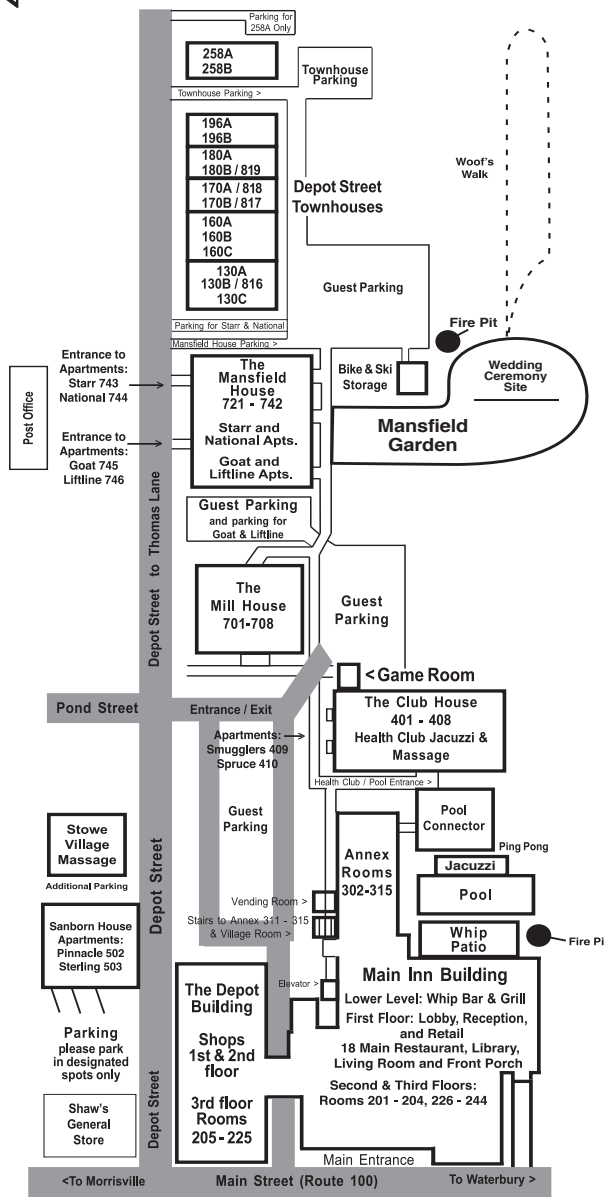 Parking for
258A Only
258A
258B
Townhouse
Parking
Townhouse Parking >
196A
196B
180A
180B / 819
170A / 818
170B / 817
160A
160B
160C
130A
130B / 816
130C
Depot Street
Townhouses
Woof's
Walk
Guest Parking
Parking for Starr & National
Mansfield House Parking >
Fire Pit
Entrance to
Apartments:
Starr 743
National 744
Entrance to
Apartments:
Goat 745
Liftline 746
Post Office
The
Mansfield
House
721 - 742
Starr and
National Apts.
Goat and
Liftline Apts.
Bike & Ski
Storage
Wedding
Ceremony
Site
Mansfield
Garden
Guest Parking
and parking for
Goat & Liftline
Depot Street to Thomas Lane
The
Mill House
701-708
Guest
Parking
< Game Room
Pond Street
Entrance / Exit
Apartments:
Smugglers 409
Spruce 410
The Club House
401 - 408
Health Club Jacuzzi &
Massage
Health Club / Pool Entrance >
Guest
Parking
Stowe
Village
Massage
Additional Parking
Depot Street
Annex
Rooms
302-315
Pool
Connector
Ping Pong
Jacuzzi
Pool
Vending Room >
Stairs to Annex 311 - 315
& Village Room >
Whip
Patio
Fire Pi
Sanborn House
Apartments:
Pinnacle 502
Sterling 503
Parking
please park
in designated
spots only
Elevator >
The Depot
Building
Shops
1st & 2nd
floor
3rd floor
Rooms
205 - 225
Main Inn Building
Lower Level: Whip Bar & Grill
First Floor: Lobby, Reception,
and Retail
18 Main Restaurant, Library,
Living Room and Front Porch
Second & Third Floors:
Rooms 201 - 204, 226 - 244
Shaw's
General
Store
Depot Street
Main Entrance
<To Morrisville
Main Street (Route 100)
To Waterbury >